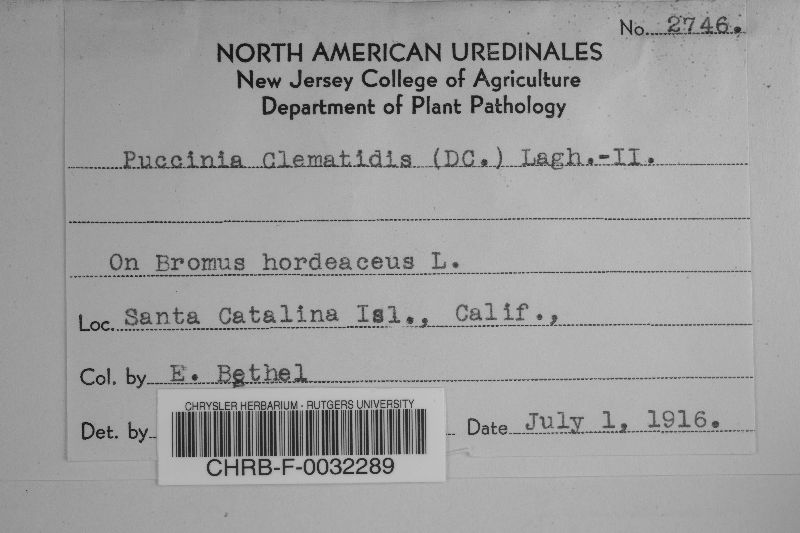 No. 2746.
NORTH AMERICAN UREDINALES
New Jersey College of Agriculture
Department of Plant Pathology
Puccinia Clematidis (DC.) Lagh.-II.
On Bromus hordeaceus L.
Loc. Santa Catalina Isl., Calif.,
Col. by E. Bethel
Det. by
Date July 1, 1916.
CHRYSLER HERBARIUM - RUTGERS UNIVERSITY
CHRB-F-0032289